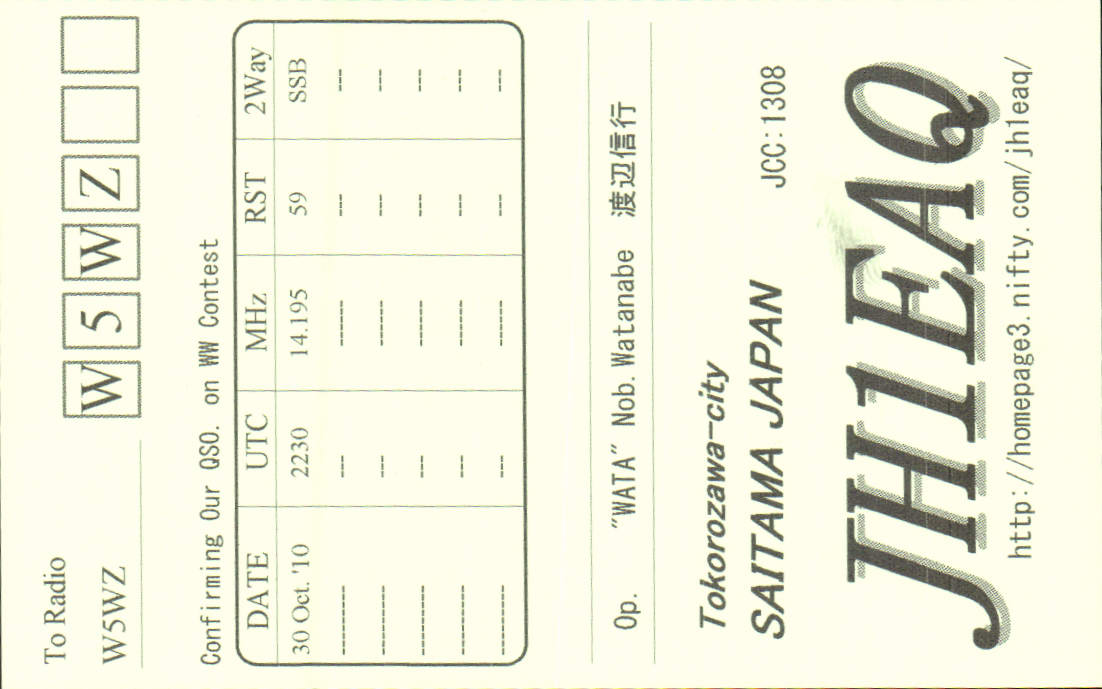 To Radio
W5WZ
W 5 W Z
Confirming Our QSO. on WW Contest
DATE UTC MHz RST 2Way
30 Oct. '10 2230 14.195 59 SSB
---------- --- ------ --- ---
---------- --- ------ --- ---
---------- --- ------ --- ---
---------- --- ------ --- ---
---------- --- ------ --- ---
Op. "WATA" Nob.Watanabe 渡辺信行
Tokorozawa-city
SAITAMA JAPAN JCC:1308
JH1EAQ
http://homepage3.nifty.com/jh1eaq/